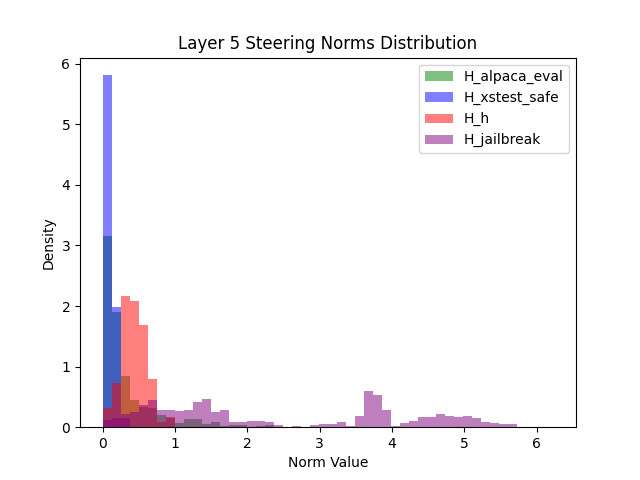 Layer 5 Steering Norms Distribution
H_alpaca_eval
H_xstest_safe
H_h
H_jailbreak
Density
6
5
4
3
2
1
0
0 1 2 3 4 5 6
Norm Value